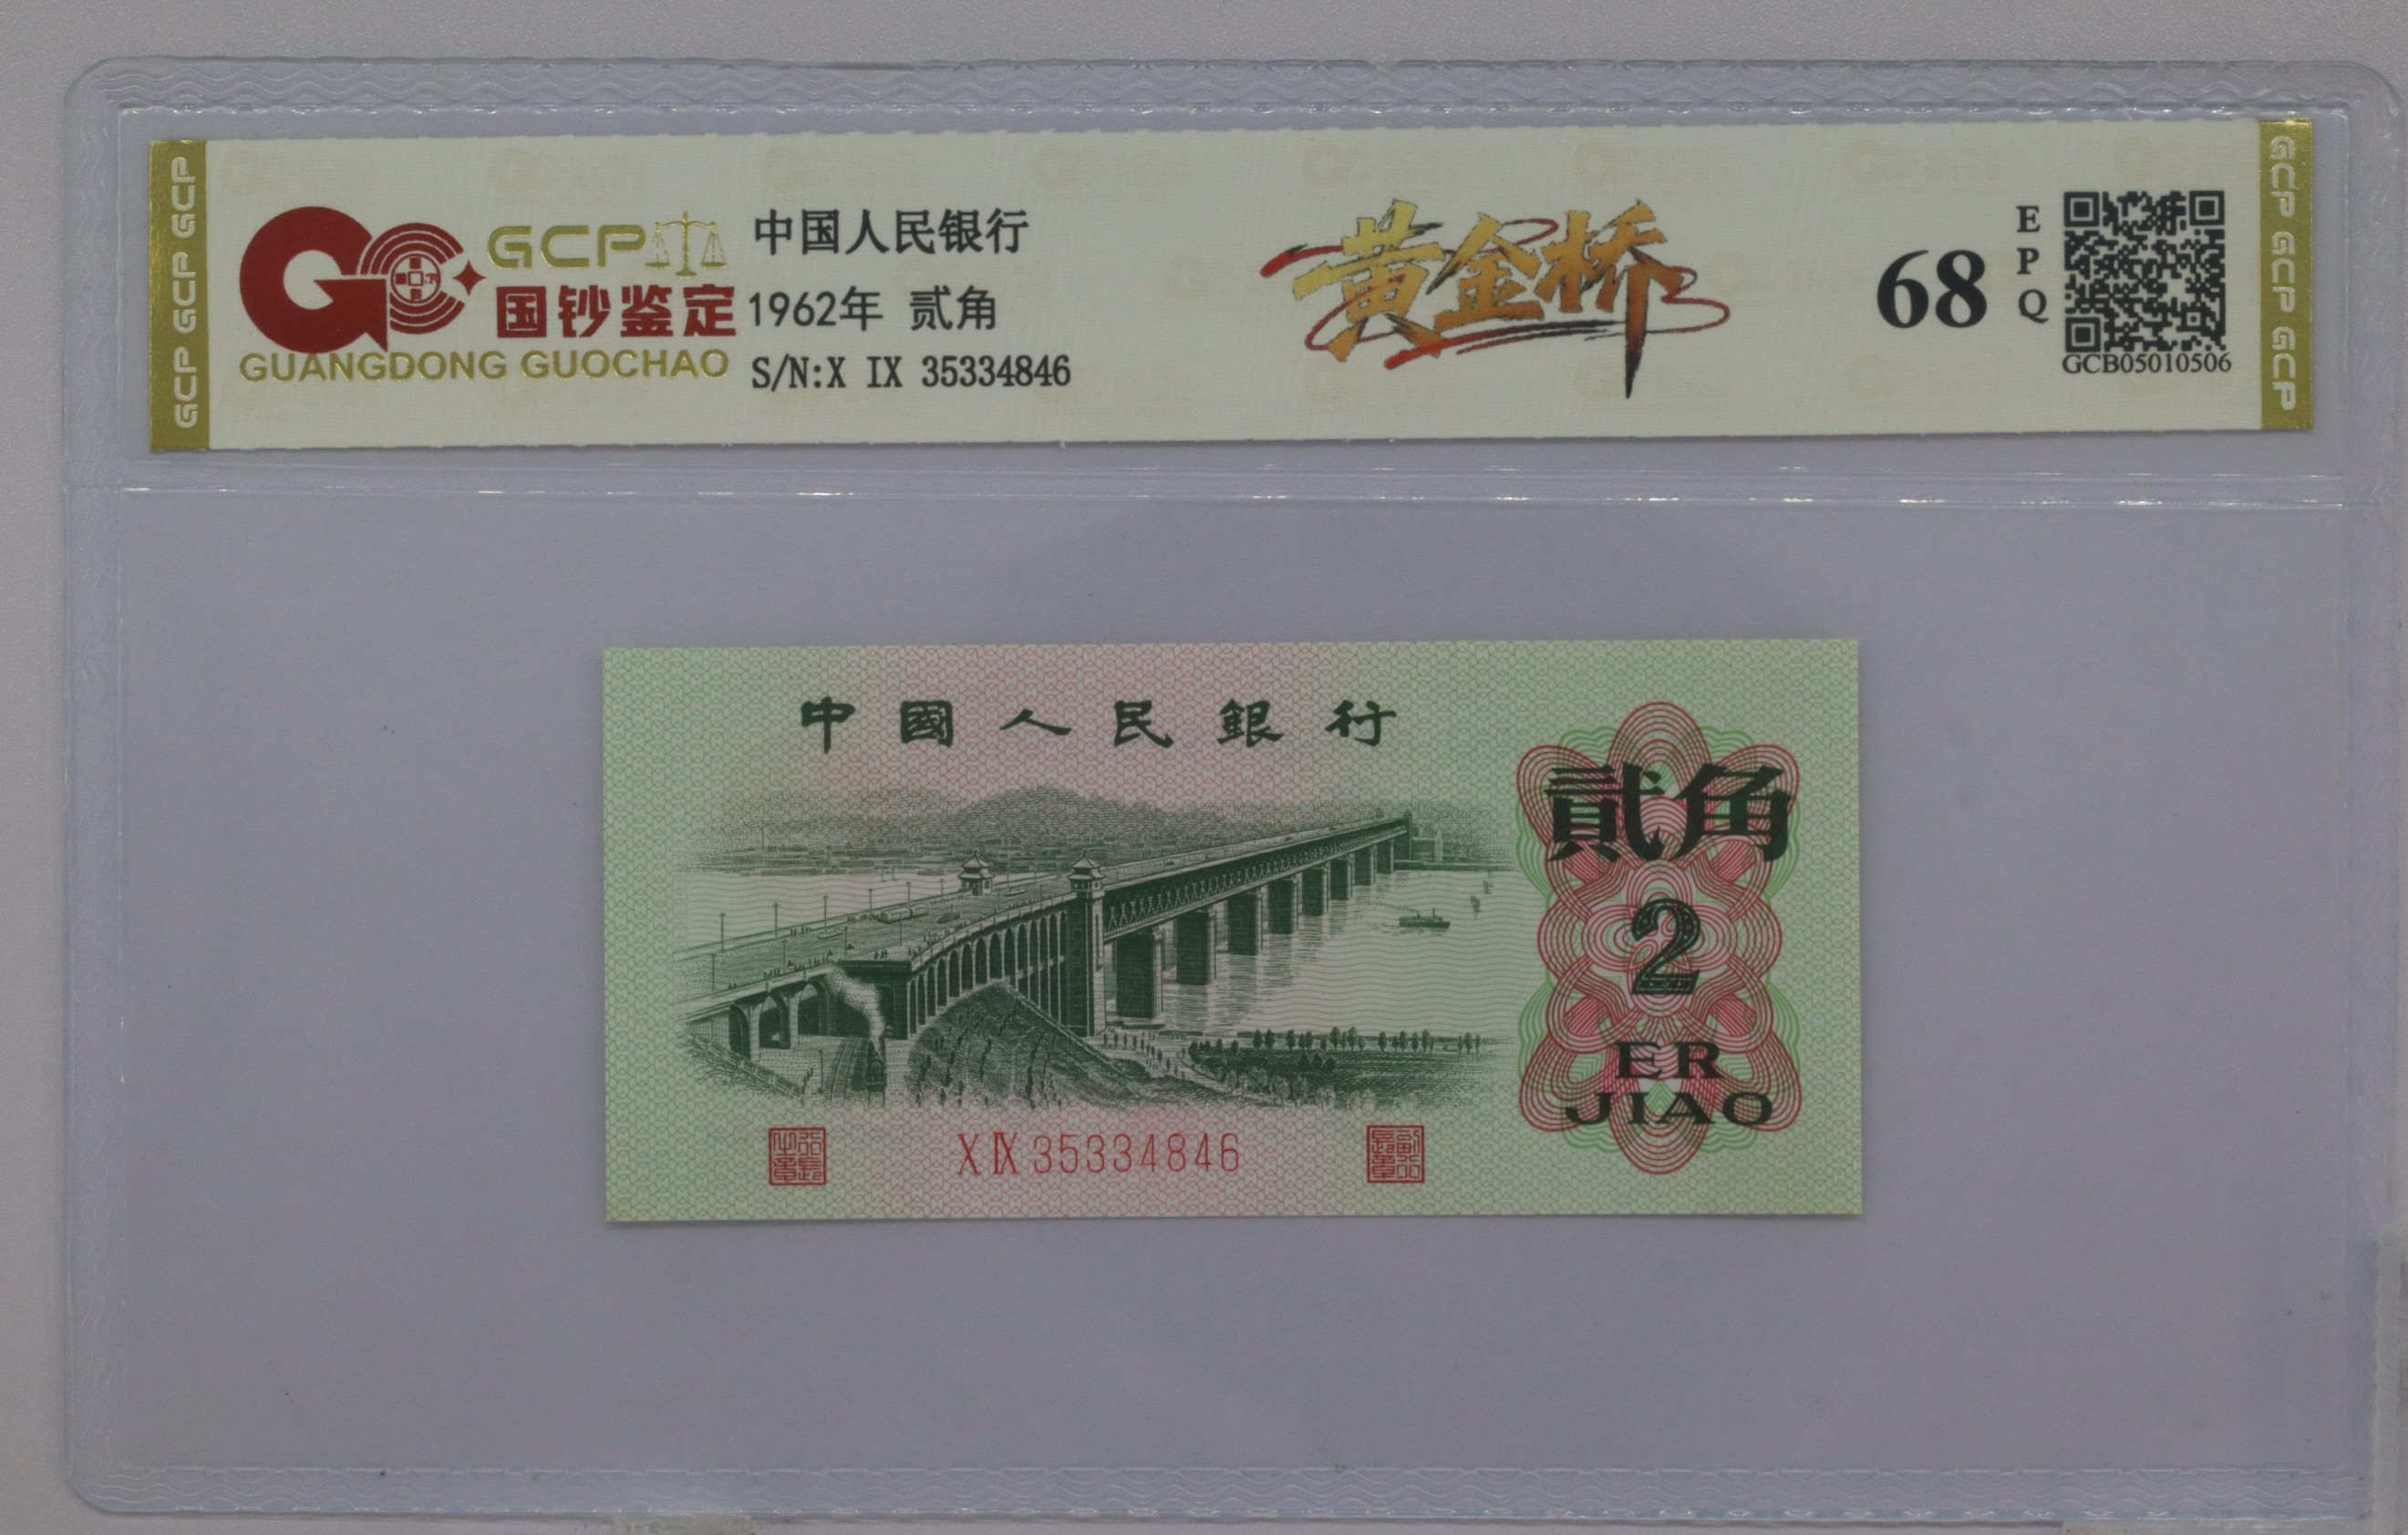 GCP GCP GCP
GCP
国钞鉴定
GUANGDONG GUOCHAO
中国人民银行
1962年 贰角
S/N:X IX 35334846
黄金桥
68
EPQ
GCB05010506
GCP GCP GCP
中國人民銀行
貳角
2
ER
JIAO
X IX 35334846